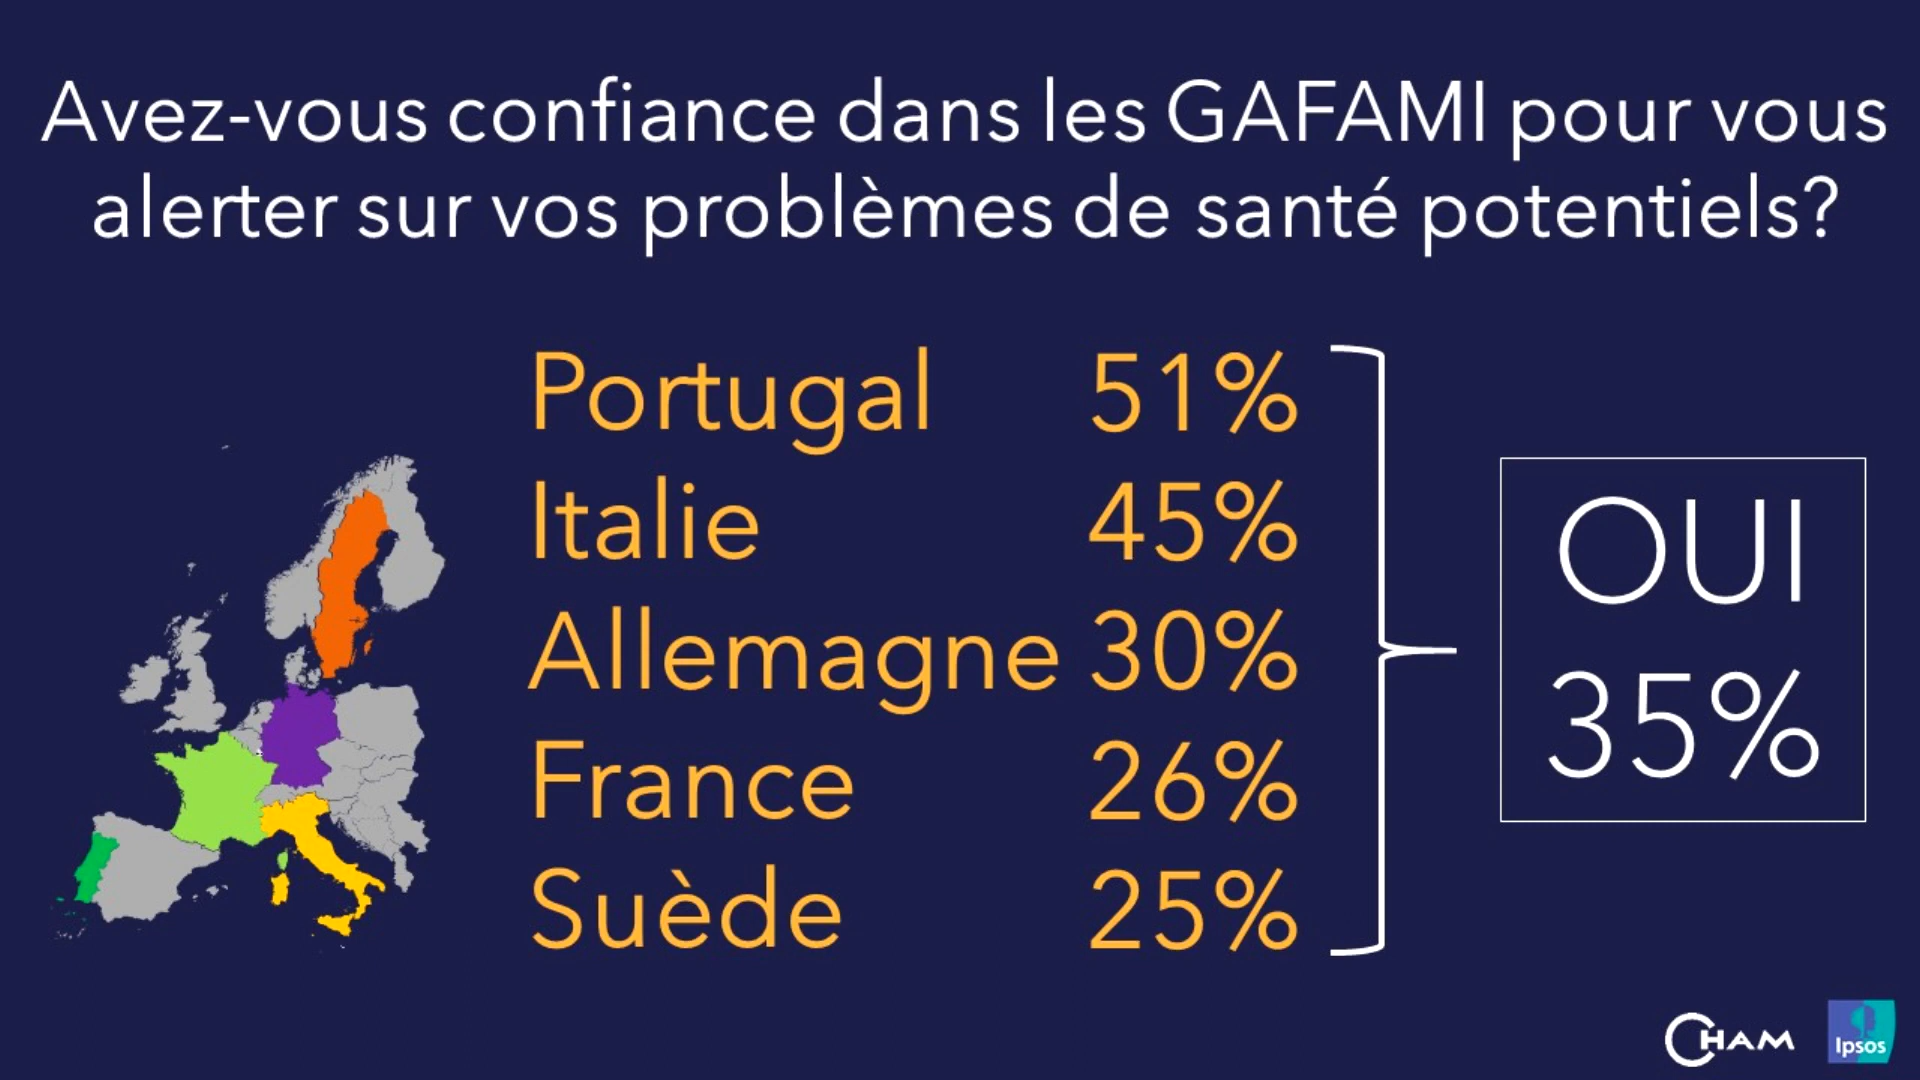 Avez-vous confiance dans les GAFAMI pour vous
alerter sur vos problèmes de santé potentiels?
Portugal 51%
Italie 45%
Allemagne 30%
France 26%
Suède 25%
OUI
35%
CHAM
Ipsos